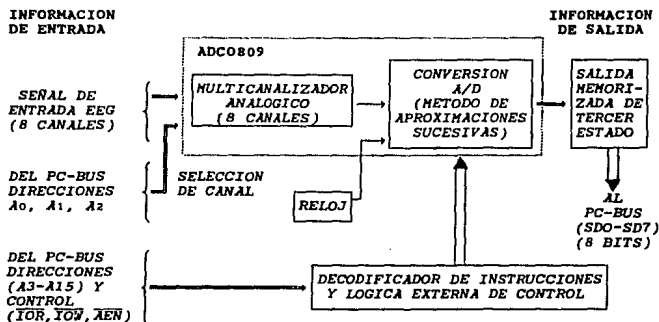 INFORMACION
DE ENTRADA
INFORMACION
DE SALIDA
ADC0809
SEÑAL DE
ENTRADA EEG
(8 CANALES)
MULTICANALIZADOR
ANALOGICO
(8 CANALES)
CONVERSION
A/D
(METODO DE
APROXIMACIONES
SUCESIVAS)
SALIDA
MEMORI-
ZADA DE
TERCER
ESTADO
DEL PC-BUS
DIRECCIONES
A0, A1, A2
SELECCION
DE CANAL
RELOJ
AL
PC-BUS
(SD0-SD7)
(8 BITS)
DEL PC-BUS
DIRECCIONES
(A3-A15) Y
CONTROL
(IOR, IOW, AEN)
DECODIFICADOR DE INSTRUCCIONES
Y LOGICA EXTERNA DE CONTROL